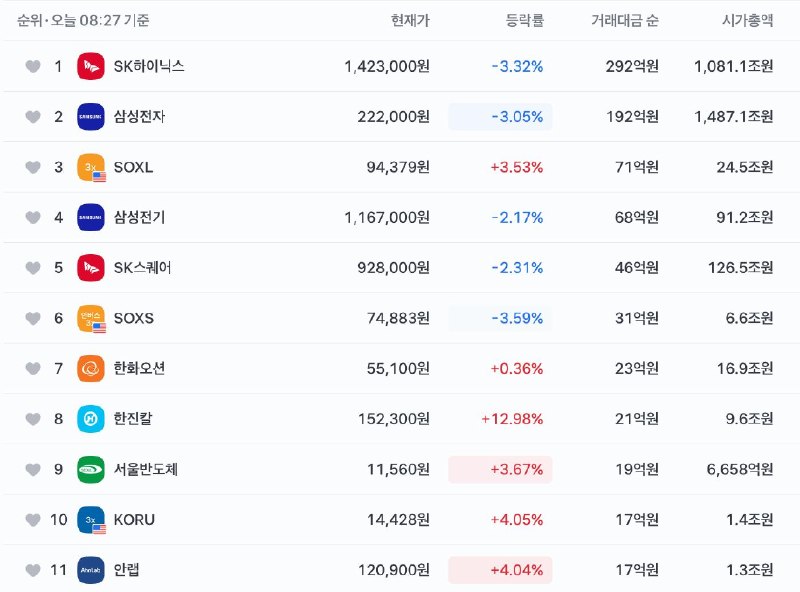 순위·오늘 08:27 기준 현재가 등락률 거래대금 순 시가총액
1 SK하이닉스 1,423,000원 -3.32% 292억원 1,081.1조원
2 SAMSUNG 삼성전자 222,000원 -3.05% 192억원 1,487.1조원
3 3x SOXL 94,379원 +3.53% 71억원 24.5조원
4 SAMSUNG 삼성전기 1,167,000원 -2.17% 68억원 91.2조원
5 SK스퀘어 928,000원 -2.31% 46억원 126.5조원
6 SOXS 74,883원 -3.59% 31억원 6.6조원
7 한화오션 55,100원 +0.36% 23억원 16.9조원
8 한진칼 152,300원 +12.98% 21억원 9.6조원
9 서울반도체 11,560원 +3.67% 19억원 6,658억원
10 3x KORU 14,428원 +4.05% 17억원 1.4조원
11 AhnLab 안랩 120,900원 +4.04% 17억원 1.3조원